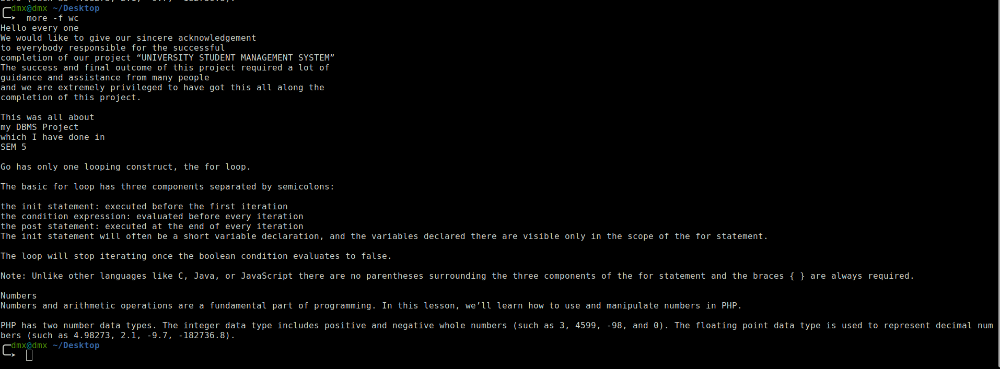 bers (such as 4.98273, 2.1, -9.7, -182736.8).
dmx@dmx ~/Desktop
more -f wc
Hello every one
We would like to give our sincere acknowledgement
to everybody responsible for the successful
completion of our project “UNIVERSITY STUDENT MANAGEMENT SYSTEM”
The success and final outcome of this project required a lot of
guidance and assistance from many people
and we are extremely privileged to have got this all along the
completion of this project.
This was all about
my DBMS Project
which I have done in
SEM 5
Go has only one looping construct, the for loop.
The basic for loop has three components separated by semicolons:
the init statement: executed before the first iteration
the condition expression: evaluated before every iteration
the post statement: executed at the end of every iteration
The init statement will often be a short variable declaration, and the variables declared there are visible only in the scope of the for statement.
The loop will stop iterating once the boolean condition evaluates to false.
Note: Unlike other languages like C, Java, or JavaScript there are no parentheses surrounding the three components of the for statement and the braces { } are always required.
Numbers
Numbers and arithmetic operations are a fundamental part of programming. In this lesson, we’ll learn how to use and manipulate numbers in PHP.
PHP has two number data types. The integer data type includes positive and negative whole numbers (such as 3, 4599, -98, and 0). The floating point data type is used to represent decimal num
bers (such as 4.98273, 2.1, -9.7, -182736.8).
dmx@dmx ~/Desktop